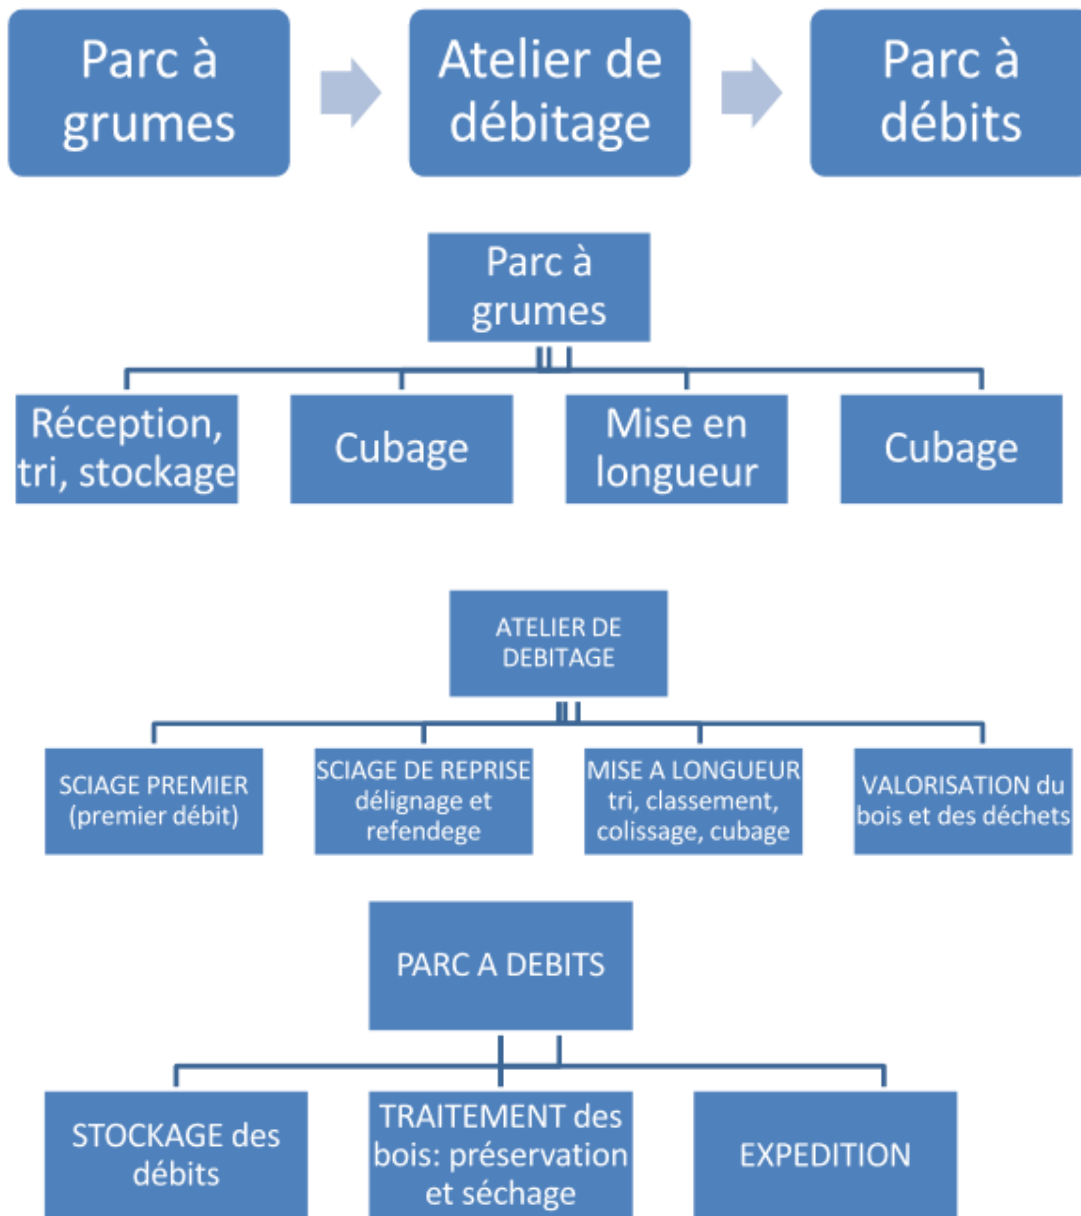 Parc à
grumes
Atelier de
débitage
Parc à
débits
Parc à
grumes
Réception,
tri, stockage
Cubage
Mise en
longueur
Cubage
ATELIER DE
DEBITAGE
SCIAGE PREMIER
(premier débit)
SCIAGE DE REPRISE
délignage et
refendege
MISE A LONGUEUR
tri, classement,
colissage, cubage
VALORISATION du
bois et des déchets
PARC A DEBITS
STOCKAGE des
débits
TRAITEMENT des
bois: préservation
et séchage
EXPEDITION